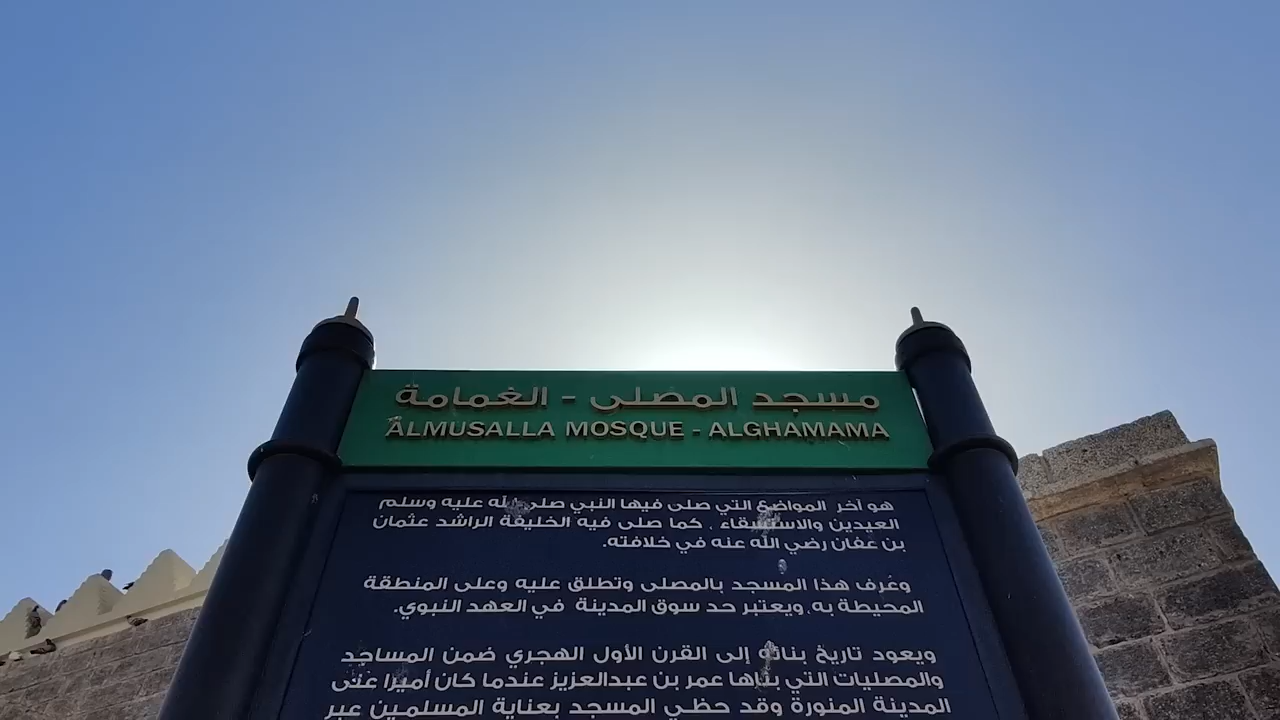 مسجد المصلى - الغمامة
ALMUSALLA MOSQUE - ALGHAMAMA
هو آخر المواضع التي صلى فيها النبي صلى الله عليه وسلم
العيدين والاستسقاء ، كما صلى فيه الخليفة الراشد عثمان
بن عفان رضي الله عنه في خلافته.
وعُرف هذا المسجد بالمصلى وتطلق عليه وعلى المنطقة
المحيطة به، ويعتبر حد سوق المدينة في العهد النبوي.
ويعود تاريخ بنائه إلى القرن الأول الهجري ضمن المساجد
والمصليات التي بناها عمر بن عبدالعزيز عندما كان أميرا على
المدينة المنورة وقد حظي المسجد بعناية المسلمين عبر